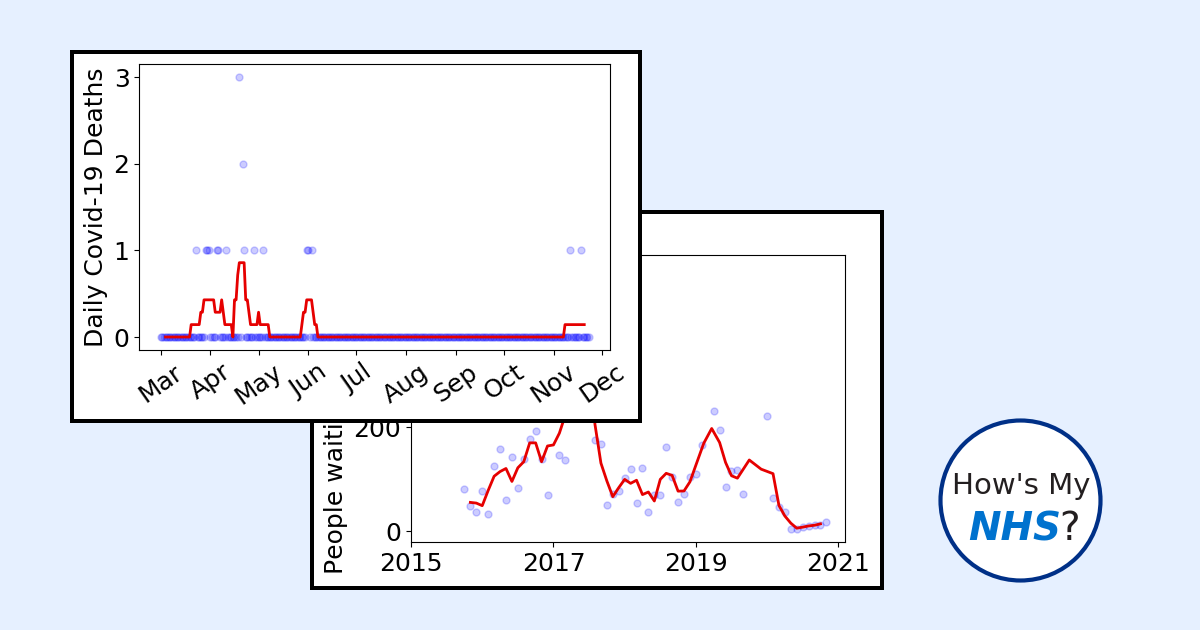 Daily Covid-19 Deaths
3
2
1
0
Mar Apr May Jun Jul Aug Sep Oct Nov Dec
People waiti
200
0
2015 2017 2019 2021
How's My
NHS?